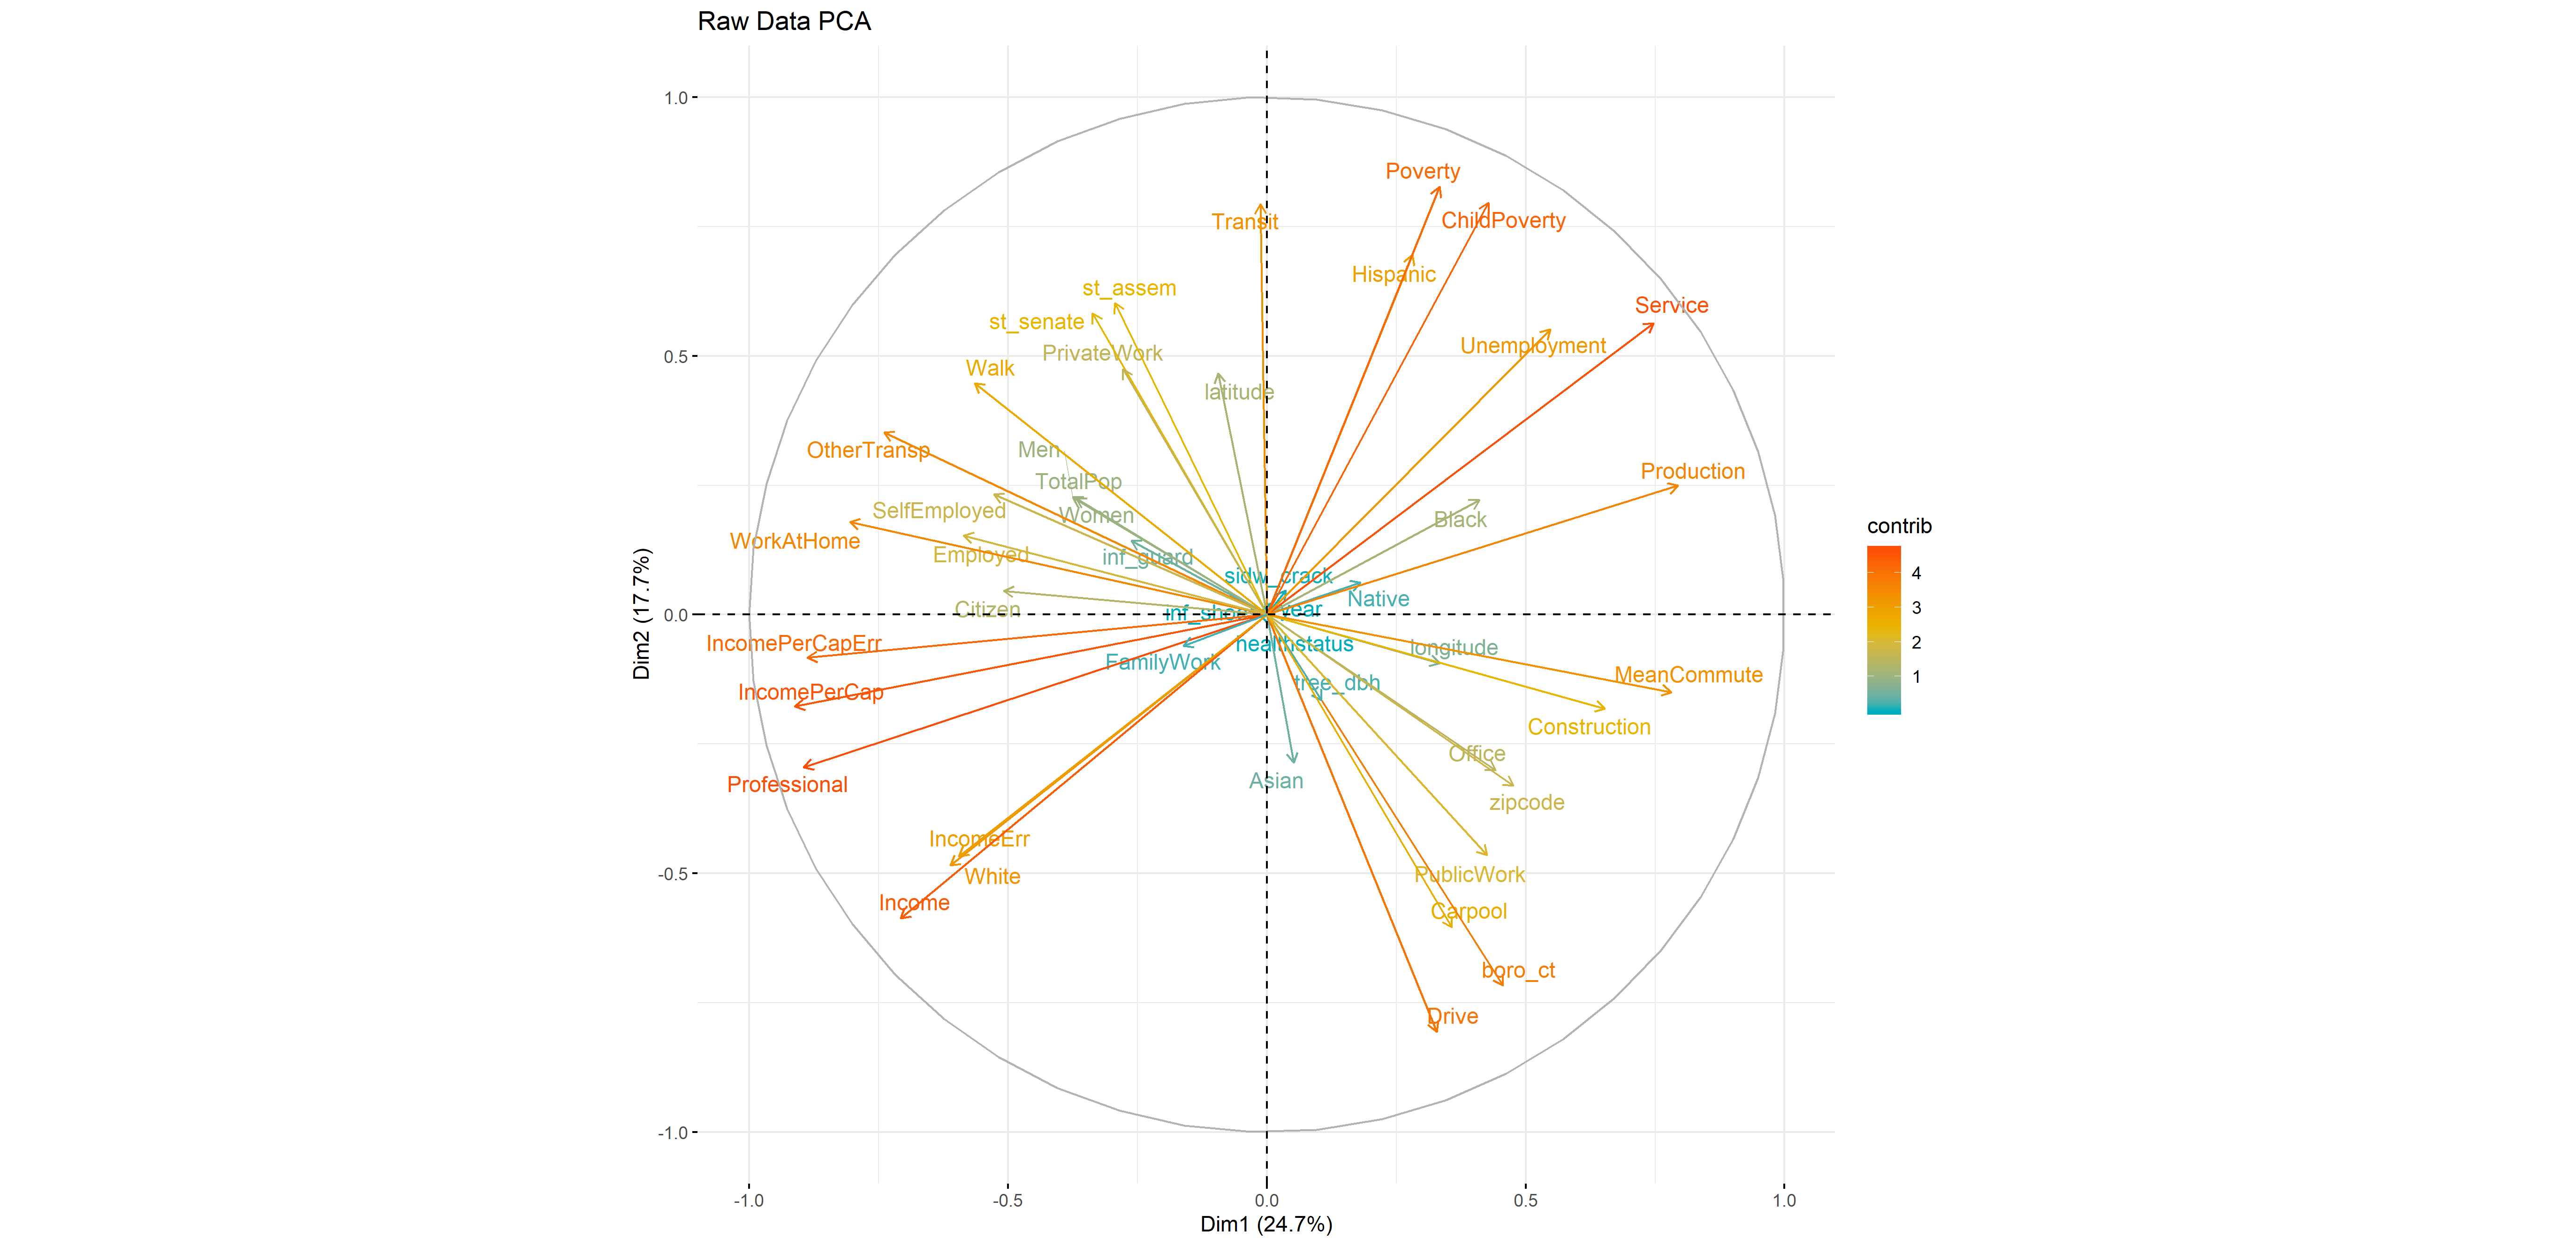 Raw Data PCA
1.0
Poverty
Transit
ChildPoverty
Hispanic
st_assem
Service
st_senate
Unemployment
PrivateWork
0.5
Walk
latitude
Men
OtherTransp
Production
TotalPop
SelfEmployed
Women
Black
WorkAtHome
Employed
inf_guard
sidw_crack
Native
Citizen
inf_shoes
year
0.0
IncomePerCapErr
healthstatus
longitude
FamilyWork
MeanCommute
IncomePerCap
tree_dbh
Construction
Professional
Asian
Office
zipcode
IncomeErr
White
-0.5
PublicWork
Income
Carpool
boro_ct
Drive
-1.0
-1.0
-0.5
0.0
0.5
1.0
Dim1 (24.7%)
Dim2 (17.7%)
contrib
4
3
2
1